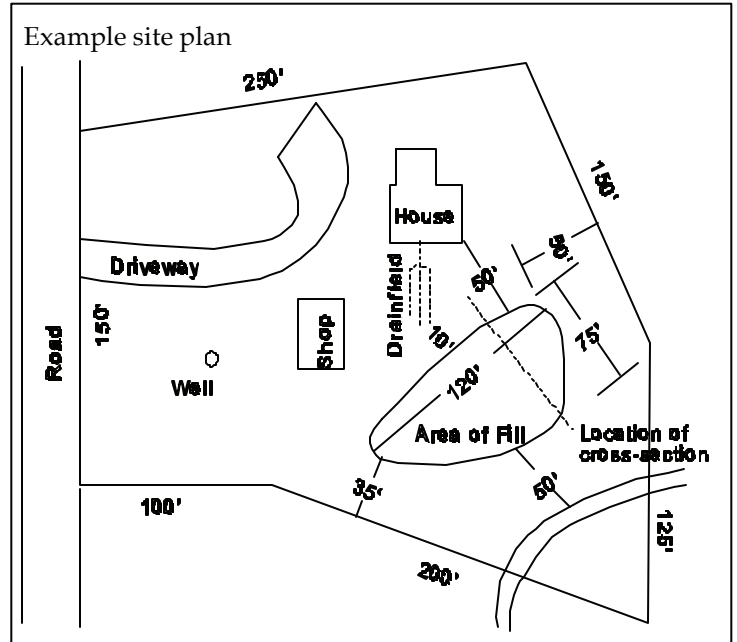 Example site plan
250'
150'
House
50'
Driveway
50'
Drainfield
150'
Road
Shop
10'
75'
Well
120'
Area of Fill
Location of
cross-section
35'
50'
100'
125'
200'